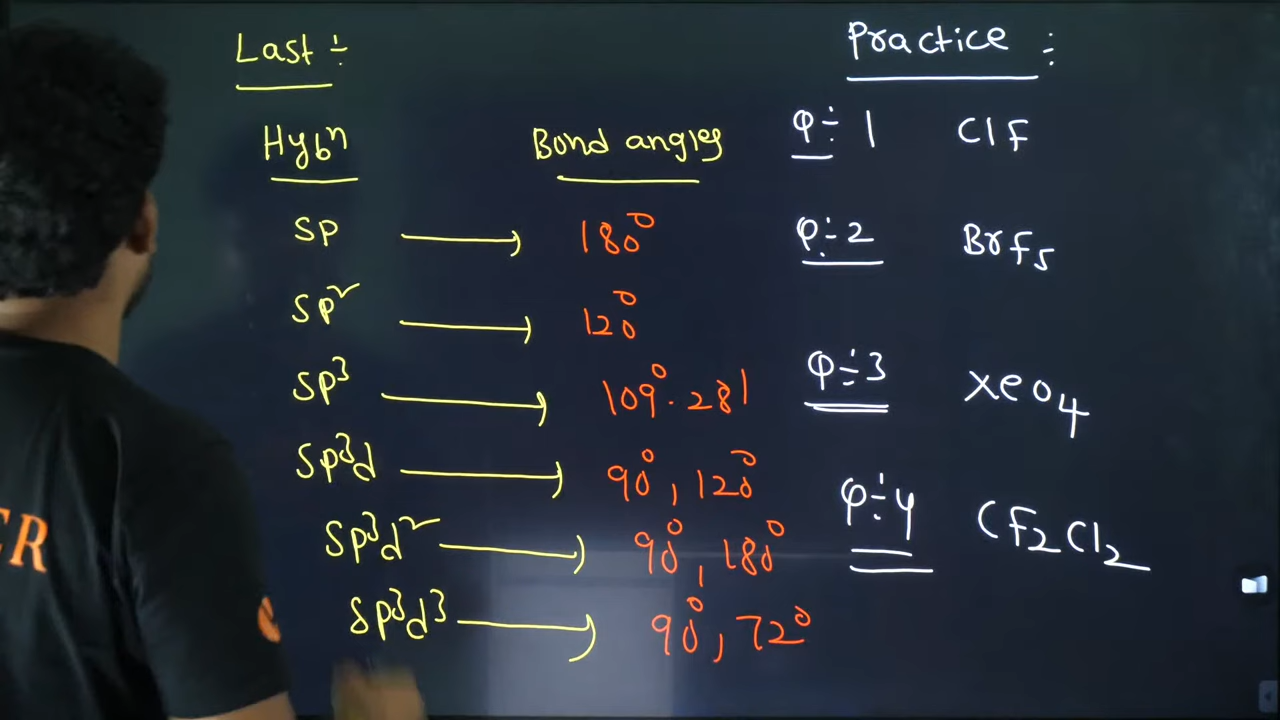 Last ÷
Hybⁿ Bond angles
SP → 180°
SP² → 120°
SP³ → 109°.28'
SP³d → 90°, 120°
SP³d² → 90°, 180°
SP³d³ → 90°, 72°
Practice :
Q÷1 ClF
Q÷2 BrF₅
Q÷3 XeO₄
Q÷4 CF₂Cl₂
ER